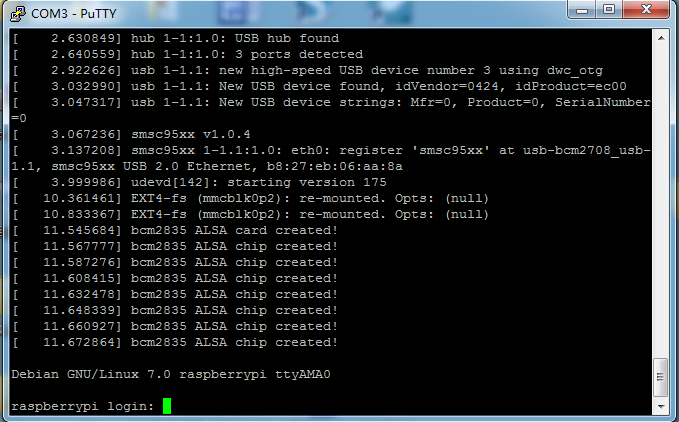 COM3 - PuTTY
[    2.630849] hub 1-1:1.0: USB hub found
[    2.640559] hub 1-1:1.0: 3 ports detected
[    2.922626] usb 1-1.1: new high-speed USB device number 3 using dwc_otg
[    3.032990] usb 1-1.1: New USB device found, idVendor=0424, idProduct=ec00
[    3.047317] usb 1-1.1: New USB device strings: Mfr=0, Product=0, SerialNumber
=0
[    3.067236] smsc95xx v1.0.4
[    3.137208] smsc95xx 1-1.1:1.0: eth0: register 'smsc95xx' at usb-bcm2708_usb-
1.1, smsc95xx USB 2.0 Ethernet, b8:27:eb:06:aa:8a
[    3.999986] udevd[142]: starting version 175
[   10.361461] EXT4-fs (mmcblk0p2): re-mounted. Opts: (null)
[   10.833367] EXT4-fs (mmcblk0p2): re-mounted. Opts: (null)
[   11.545684] bcm2835 ALSA card created!
[   11.567777] bcm2835 ALSA chip created!
[   11.587276] bcm2835 ALSA chip created!
[   11.608415] bcm2835 ALSA chip created!
[   11.632478] bcm2835 ALSA chip created!
[   11.648339] bcm2835 ALSA chip created!
[   11.660927] bcm2835 ALSA chip created!
[   11.672864] bcm2835 ALSA chip created!
Debian GNU/Linux 7.0 raspberrypi ttyAMA0
raspberrypi login: